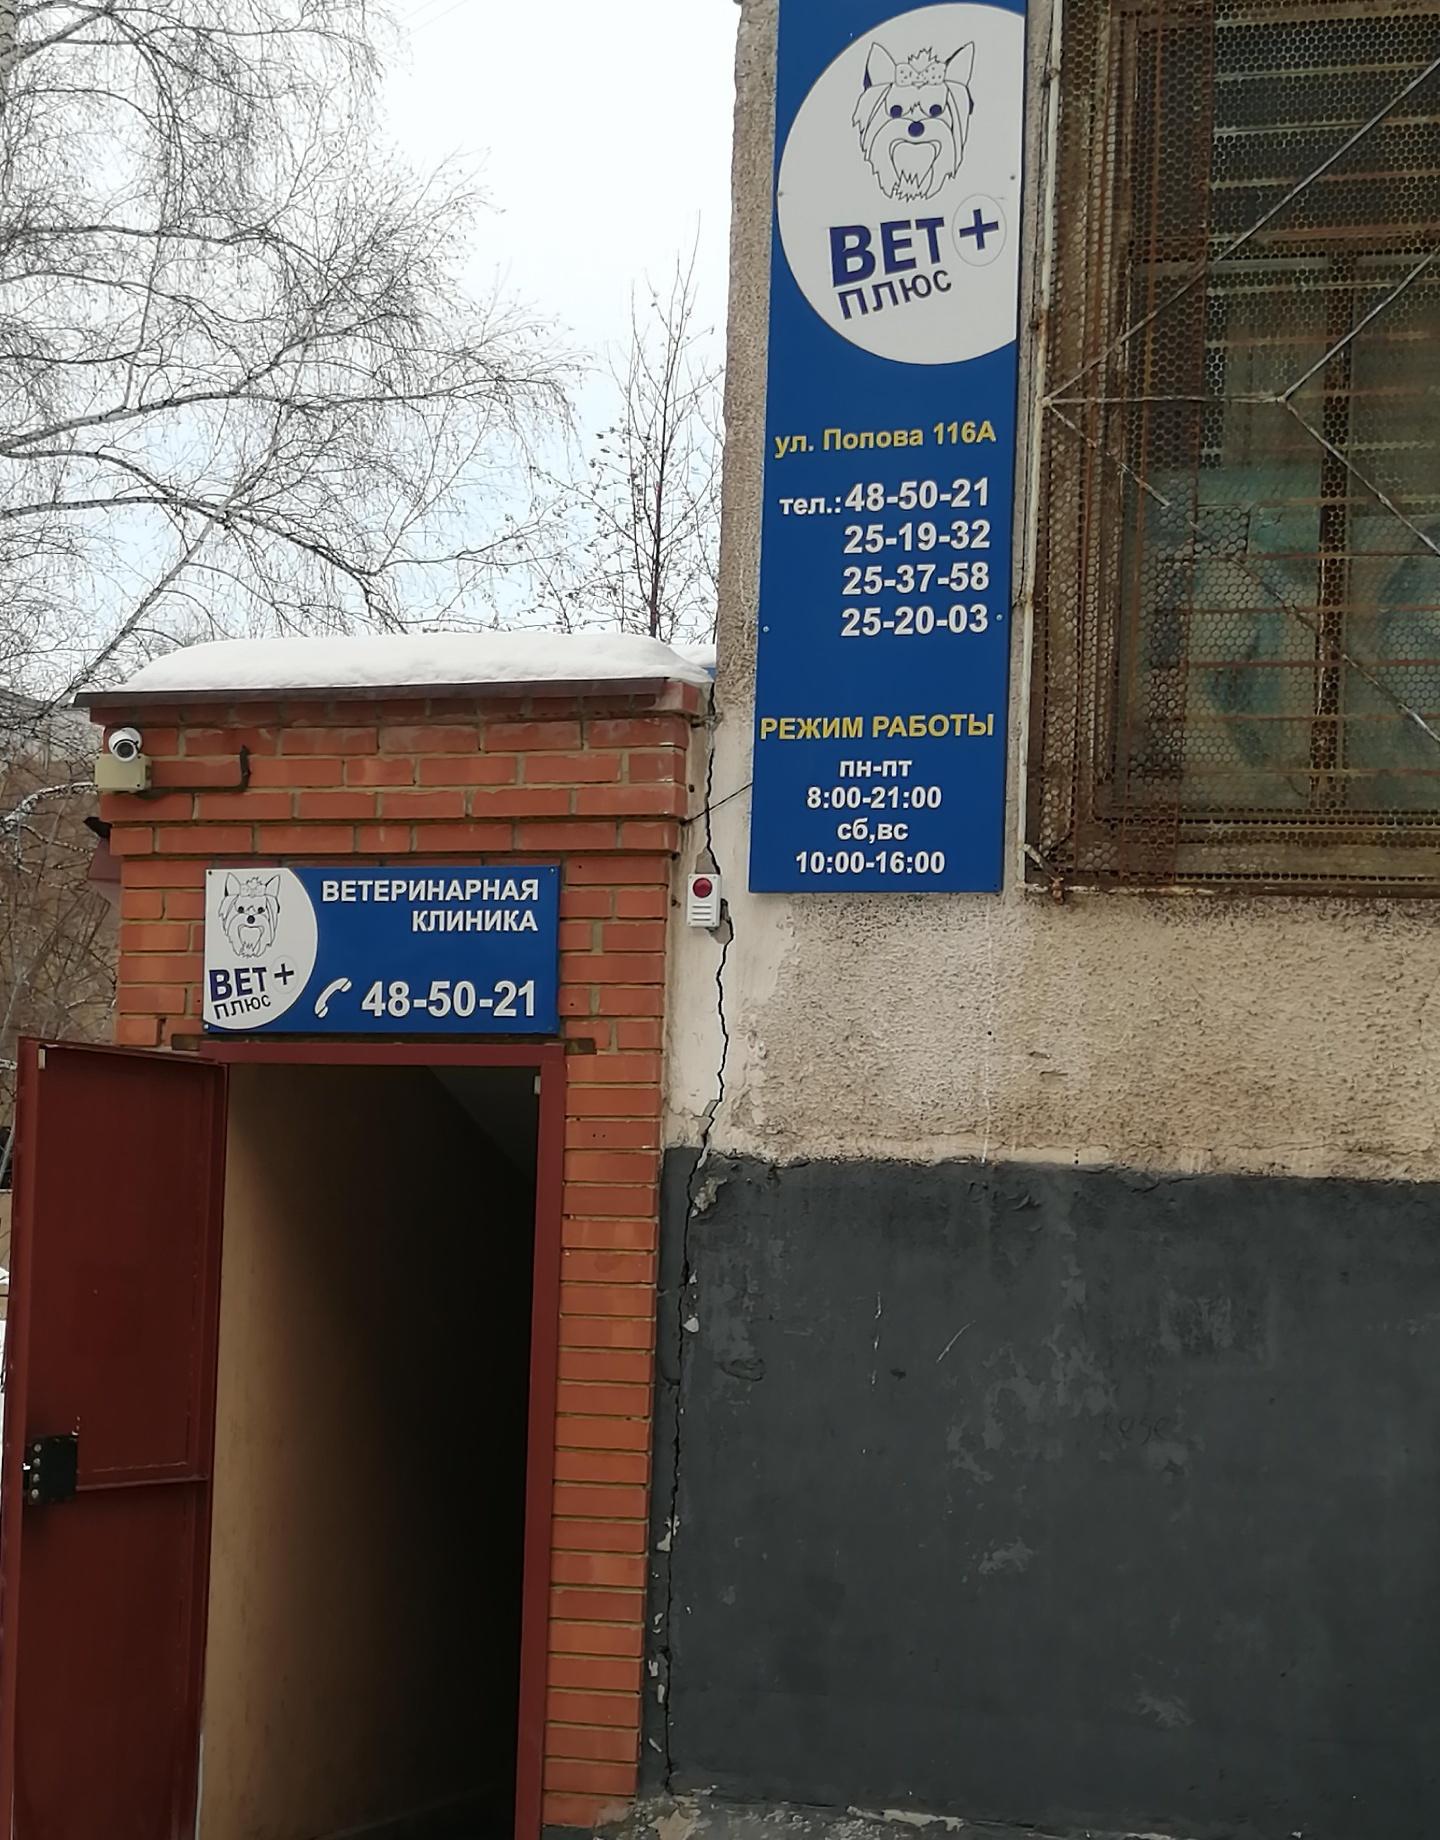 ВЕТ +
ПЛЮС
ул. Попова 116А
тел.: 48-50-21
25-19-32
25-37-58
25-20-03
РЕЖИМ РАБОТЫ
пн-пт
8:00-21:00
сб,вс
10:00-16:00
ВЕТЕРИНАРНАЯ
КЛИНИКА
ВЕТ +
ПЛЮС
48-50-21